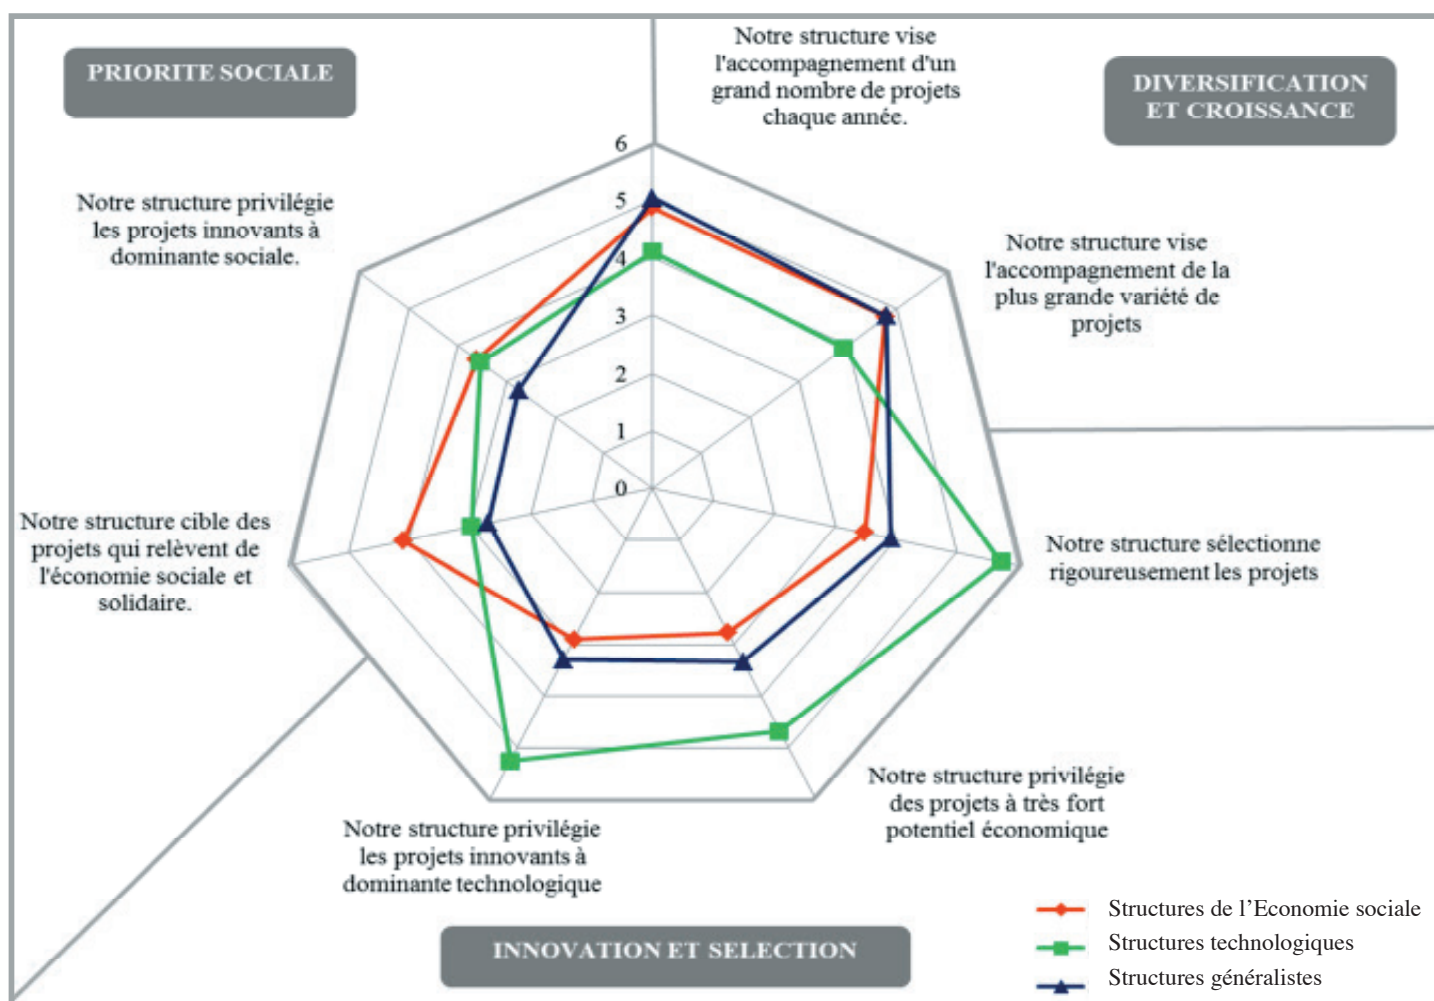 PRIORITE SOCIALE
Notre structure vise
l'accompagnement d'un
grand nombre de projets
chaque année.
DIVERSIFICATION
ET CROISSANCE
Notre structure privilégie
les projets innovants à
dominante sociale.
Notre structure vise
l'accompagnement de la
plus grande variété de
projets
6
5
4
3
2
1
0
Notre structure cible des
projets qui relèvent de
l'économie sociale et
solidaire.
Notre structure sélectionne
rigoureusement les projets
Notre structure privilégie
des projets à très fort
potentiel économique
Notre structure privilégie
les projets innovants à
dominante technologique
INNOVATION ET SELECTION
Structures de l’Economie sociale
Structures technologiques
Structures généralistes